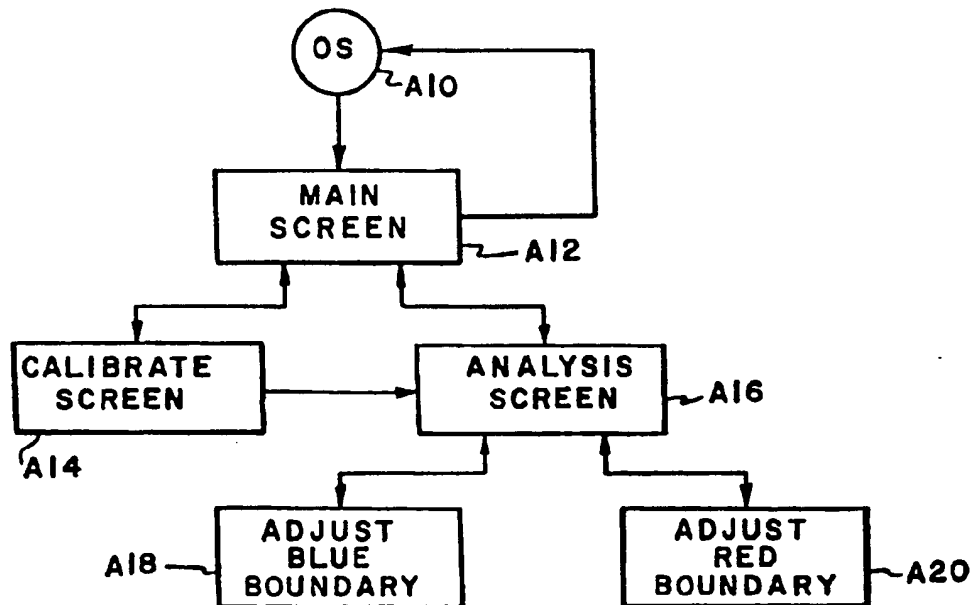 OS
A10
MAIN
SCREEN
A12
CALIBRATE
SCREEN
A14
ANALYSIS
SCREEN
A16
ADJUST
BLUE
BOUNDARY
A18
ADJUST
RED
BOUNDARY
A20